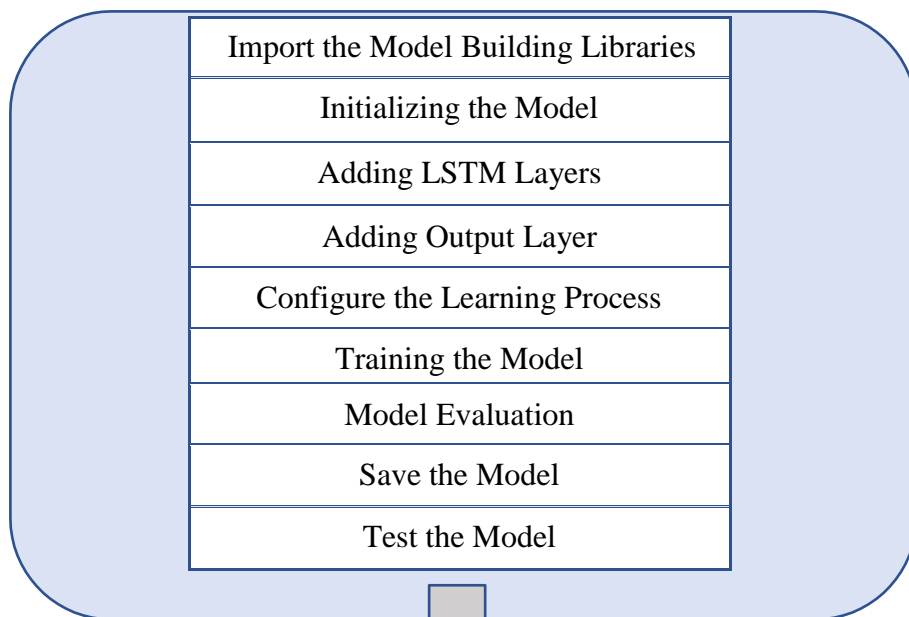 Import the Model Building Libraries
Initializing the Model
Adding LSTM Layers
Adding Output Layer
Configure the Learning Process
Training the Model
Model Evaluation
Save the Model
Test the Model